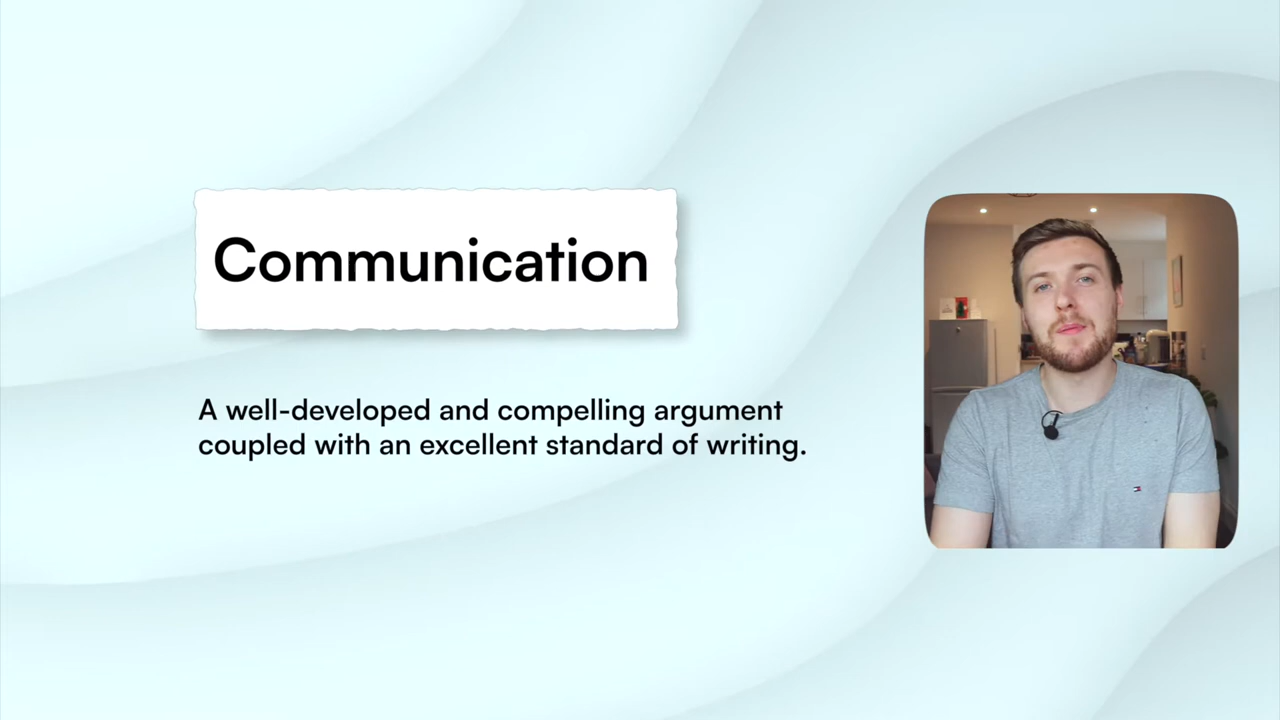 Communication
A well-developed and compelling argument
coupled with an excellent standard of writing.